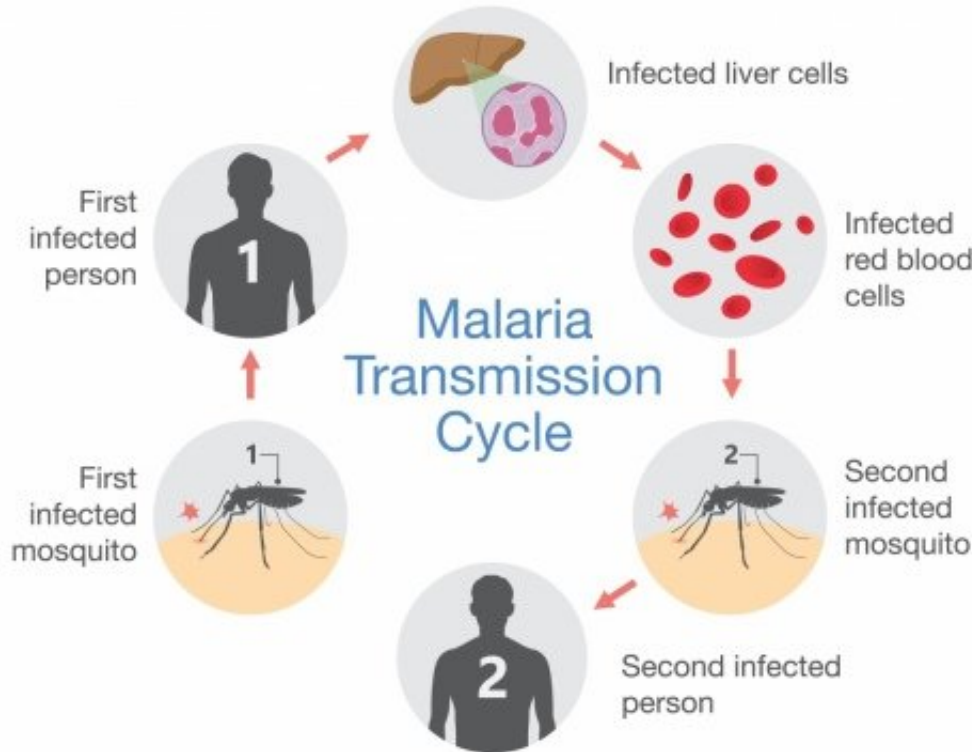 Malaria
Transmission
Cycle
First
infected
mosquito
1
First
infected
person
1
Infected liver cells
Infected
red blood
cells
Second
infected
mosquito
2
Second infected
person
2